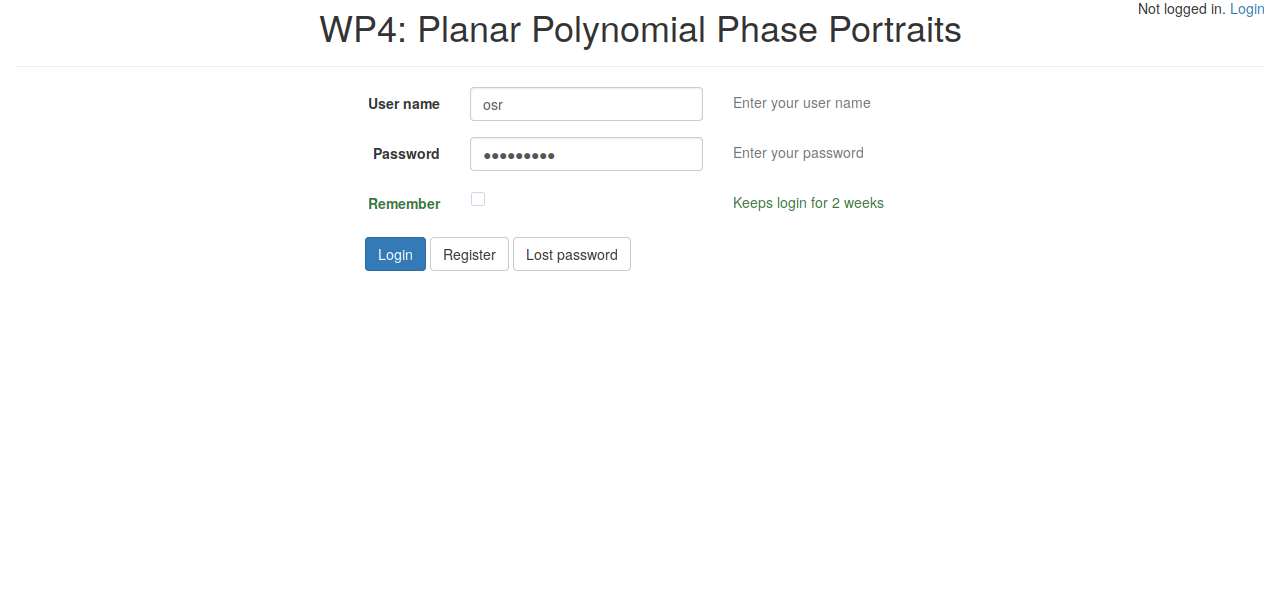 Not logged in. Login
WP4: Planar Polynomial Phase Portraits
User name osr Enter your user name
Password ●●●●●●●●● Enter your password
Remember Keeps login for 2 weeks
Login Register Lost password